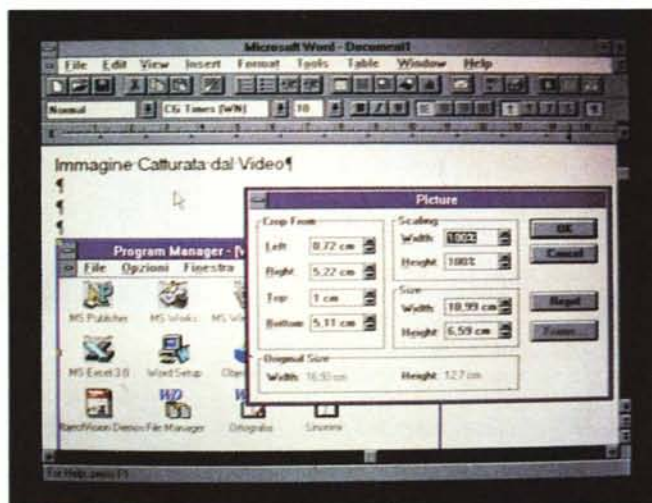 Microsoft Word - Document1
File Edit View Insert Format Tools Table Window Help
Normal CG Times (WN) 10
Immagine Catturata dal Video¶
¶
¶
¶
Picture
Crop From
Left: 0,72 cm
Right: 5,22 cm
Top: 1 cm
Bottom: 5,11 cm
Scaling
Width: 100%
Height: 100%
Size
Width: 10,99 cm
Height: 6,59 cm
Original Size
Width: 16,93 cm Height: 12,7 cm
OK
Cancel
Reset
Frame...
Program Manager -
File Opzioni Finestra
MS Publisher MS Works
MS Excel 3.0 Word Setup
Demos File Manager Ortografia Sinonimi
For Help, press F1